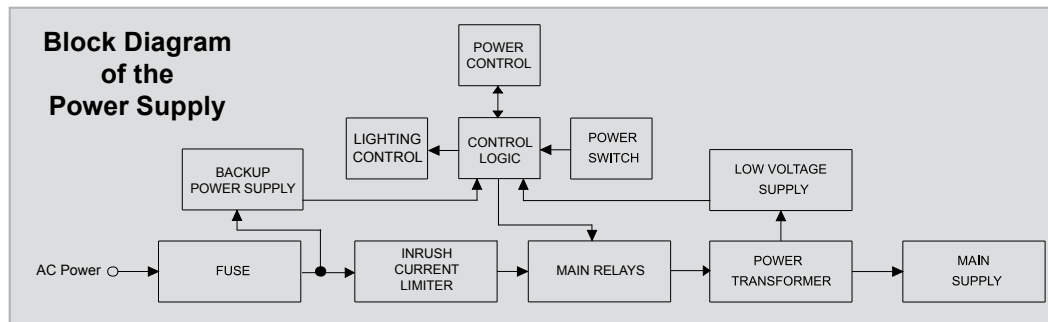 Block Diagram
of the
Power Supply
POWER
CONTROL
LIGHTING
CONTROL
CONTROL
LOGIC
POWER
SWITCH
BACKUP
POWER SUPPLY
LOW VOLTAGE
SUPPLY
AC Power
FUSE
INRUSH
CURRENT
LIMITER
MAIN RELAYS
POWER
TRANSFORMER
MAIN
SUPPLY